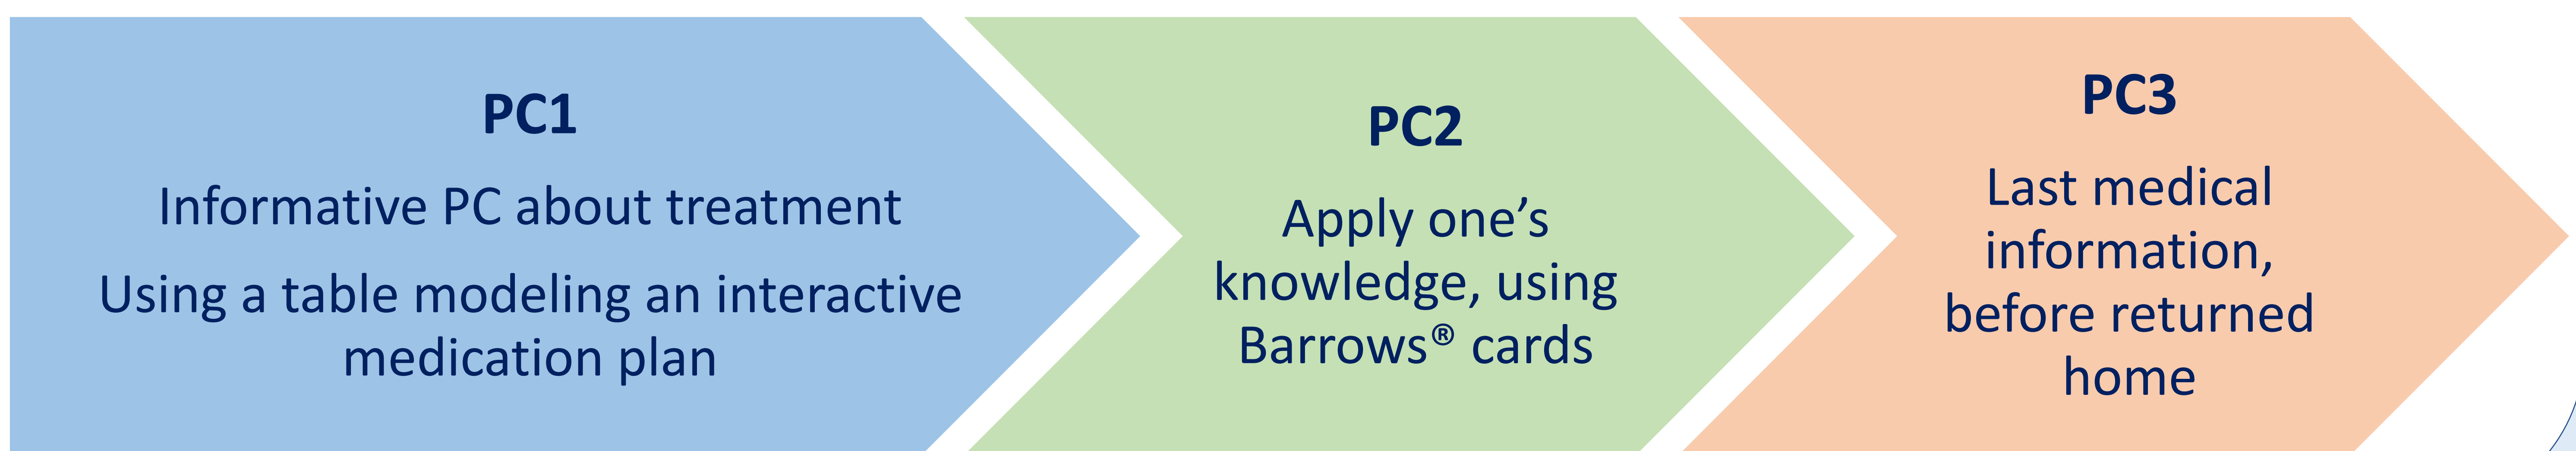 PC1
Informative PC about treatment
Using a table modeling an interactive
medication plan
PC2
Apply one’s
knowledge, using
Barrows® cards
PC3
Last medical
information,
before returned
home